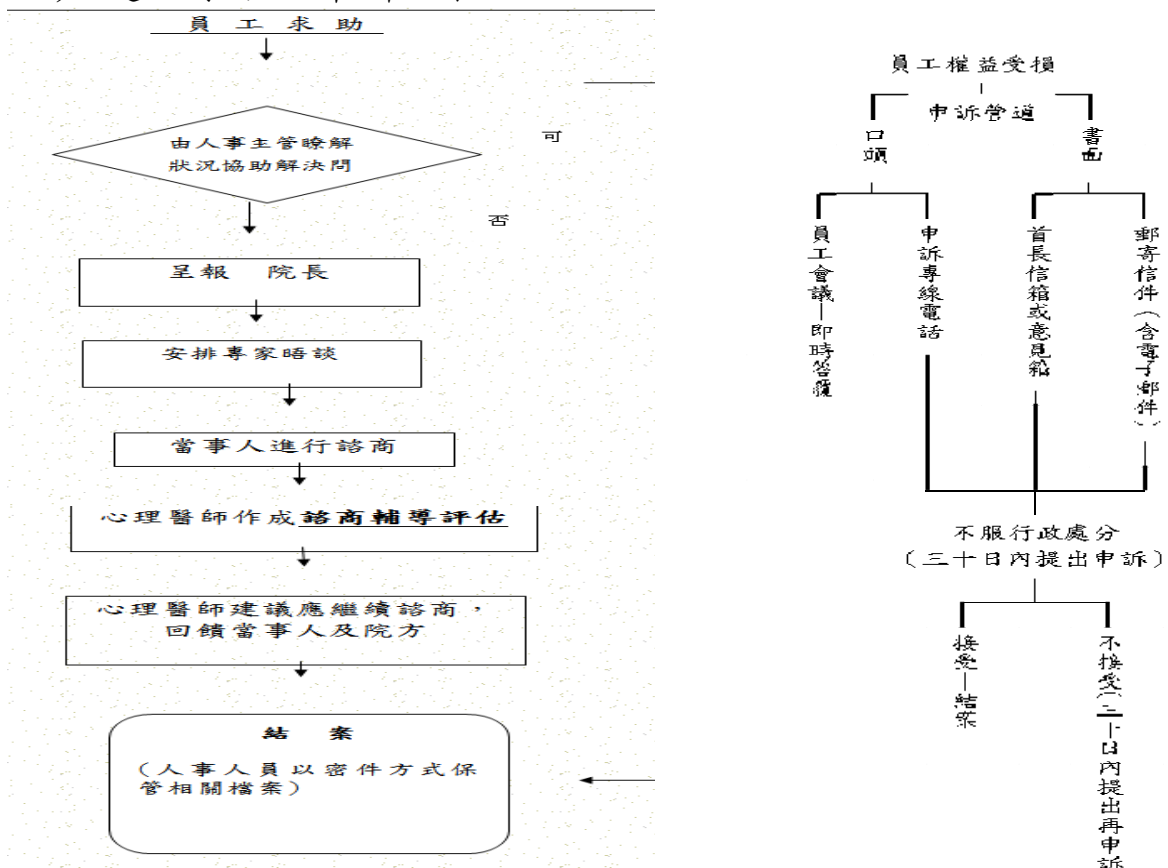 員工求助
由人事主管瞭解
狀況協助解決問
可
否
呈報 院長
安排專家晤談
當事人進行諮商
心理醫師作成諮商輔導評估
心理醫師建議應繼續諮商，
回饋當事人及院方
結 案
（人事人員以密件方式保
管相關檔案）
員工權益受損
申訴管道
口頭
書面
員工會議—即時答覆
申訴專線電話
首長信箱或意見箱
郵寄信件(含電子郵件)
不服行政處分
(三十日內提出申訴)
接受—結案
不接受(三十日內提出再申訴